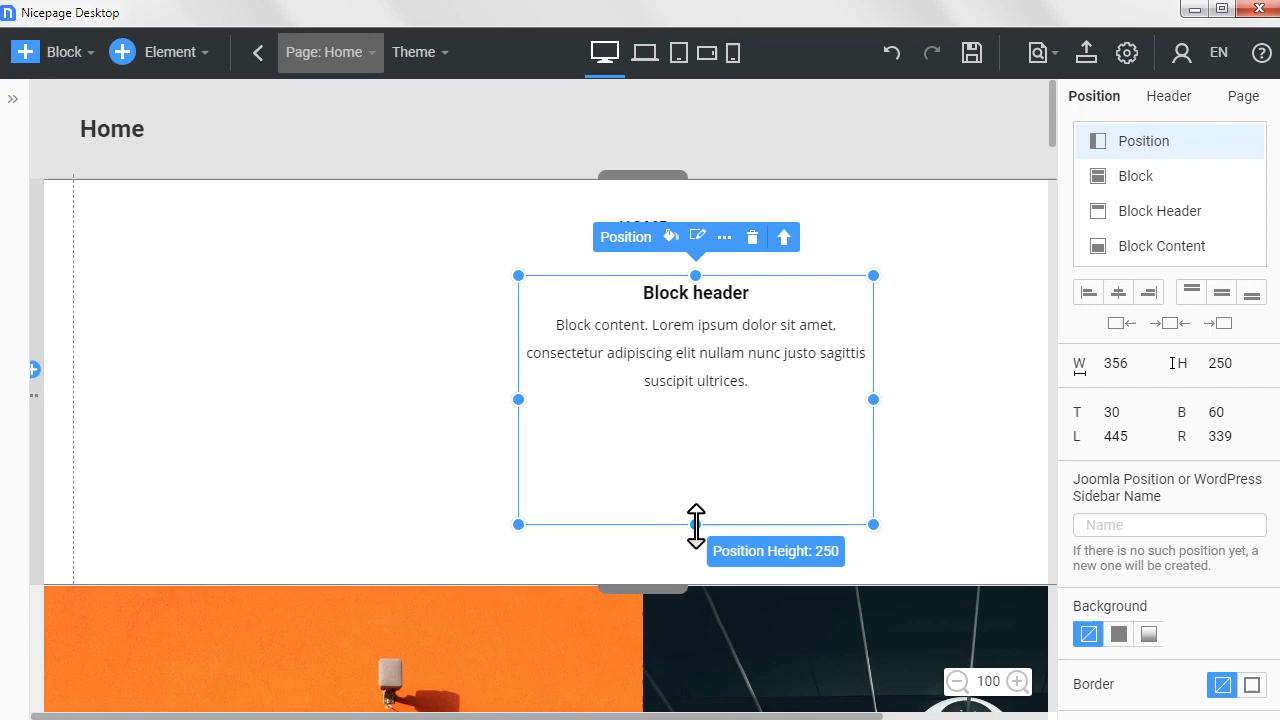 Nicepage Desktop
Block
Element
Page: Home
Theme
EN
Home
Position
Block header
Block content. Lorem ipsum dolor sit amet,
consectetur adipiscing elit nullam nunc justo sagittis
suscipit ultrices.
Position Height: 250
100
Position Header Page
Position
Block
Block Header
Block Content
W 356 H 250
T 30 B 60
L 445 R 339
Joomla Position or WordPress
Sidebar Name
Name
If there is no such position yet, a
new one will be created.
Background
Border